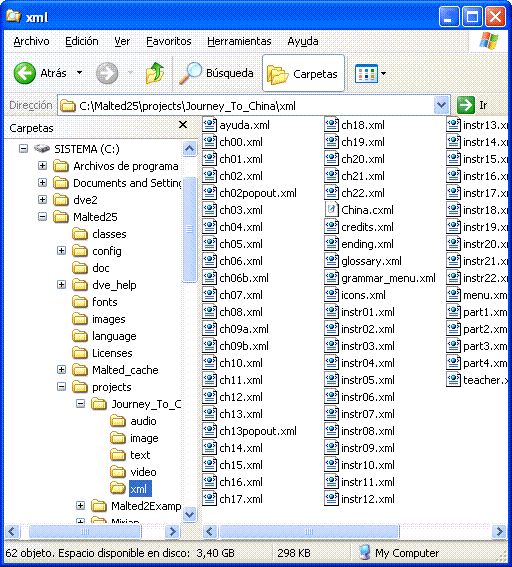 xml
Archivo Edición Ver Favoritos Herramientas Ayuda
Atrás Búsqueda Carpetas
Dirección C:\Malted25\projects\Journey_To_China\xml Ir
Carpetas
SISTEMA (C:)
Archivos de programa
Documents and Setting
dve2
Malted25
classes
config
doc
dve_help
fonts
images
language
Licenses
Malted_cache
projects
Journey_To_C
audio
image
text
video
xml
Malted2Examp
Mirian
ayuda.xml
ch00.xml
ch01.xml
ch02.xml
ch02popout.xml
ch03.xml
ch04.xml
ch05.xml
ch06.xml
ch06b.xml
ch07.xml
ch08.xml
ch09a.xml
ch09b.xml
ch10.xml
ch11.xml
ch12.xml
ch13.xml
ch13popout.xml
ch14.xml
ch15.xml
ch16.xml
ch17.xml
ch18.xml
ch19.xml
ch20.xml
ch21.xml
ch22.xml
China.cxml
credits.xml
ending.xml
glossary.xml
grammar_menu.xml
icons.xml
instr01.xml
instr02.xml
instr03.xml
instr04.xml
instr05.xml
instr06.xml
instr07.xml
instr08.xml
instr09.xml
instr10.xml
instr11.xml
instr12.xml
instr13.x
instr14.x
instr15.x
instr16.x
instr17.x
instr18.x
instr19.x
instr20.x
instr21.x
instr22.x
menu.xm
part1.xm
part2.xm
part3.xm
part4.xm
teacher.x
62 objeto. Espacio disponible en disco: 3,40 GB 298 KB My Computer